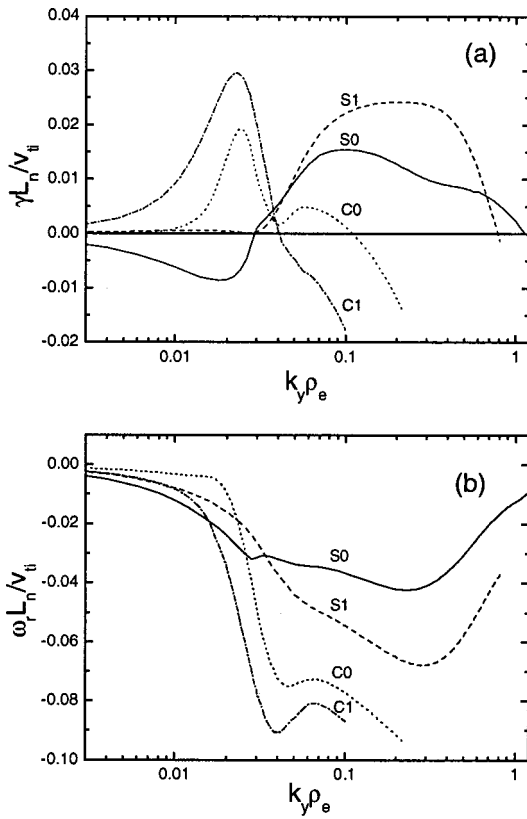 (a)
0.04
0.03
0.02
0.01
0.00
-0.01
-0.02
γL_n/v_ti
S1
S0
C0
C1
0.01
0.1
1
k_yρ_e
(b)
0.00
-0.02
-0.04
-0.06
-0.08
-0.10
ω_rL_n/v_ti
S0
S1
C0
C1
0.01
0.1
1
k_yρ_e